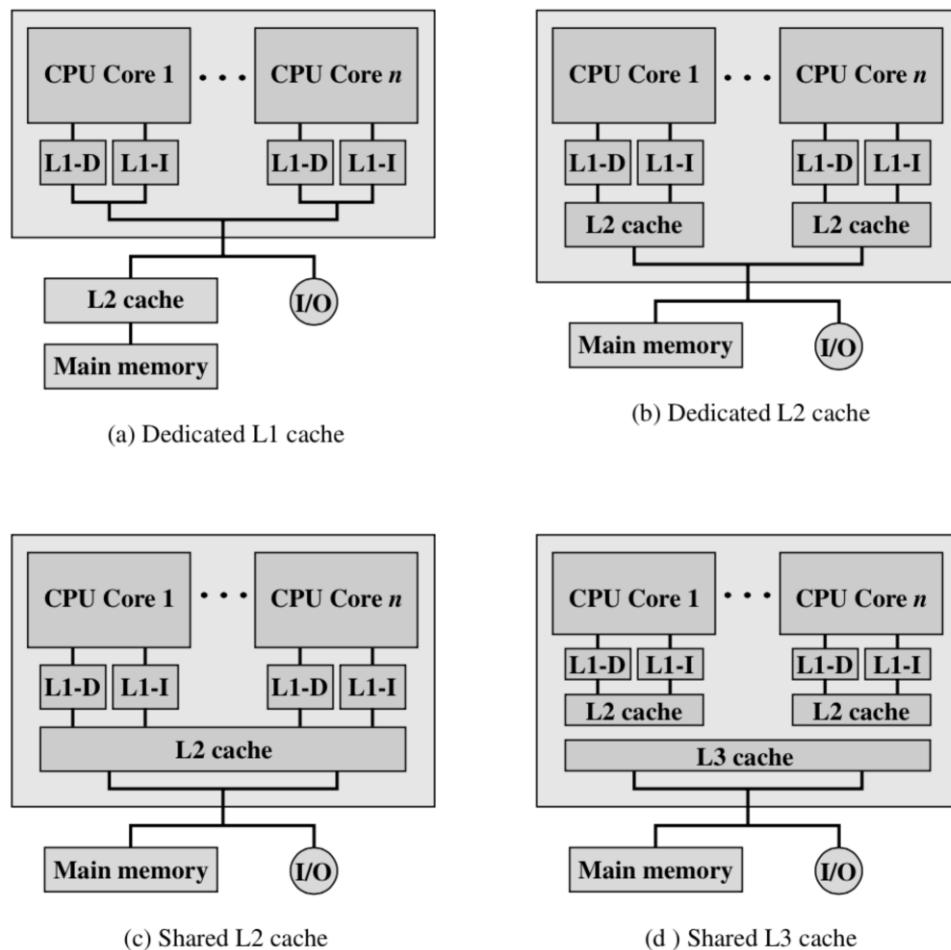 CPU Core 1 • • • CPU Core n
L1-D L1-I L1-D L1-I
L2 cache I/O
Main memory
(a) Dedicated L1 cache
CPU Core 1 • • • CPU Core n
L1-D L1-I L1-D L1-I
L2 cache L2 cache
Main memory I/O
(b) Dedicated L2 cache
CPU Core 1 • • • CPU Core n
L1-D L1-I L1-D L1-I
L2 cache
Main memory I/O
(c) Shared L2 cache
CPU Core 1 • • • CPU Core n
L1-D L1-I L1-D L1-I
L2 cache L2 cache
L3 cache
Main memory I/O
(d ) Shared L3 cache